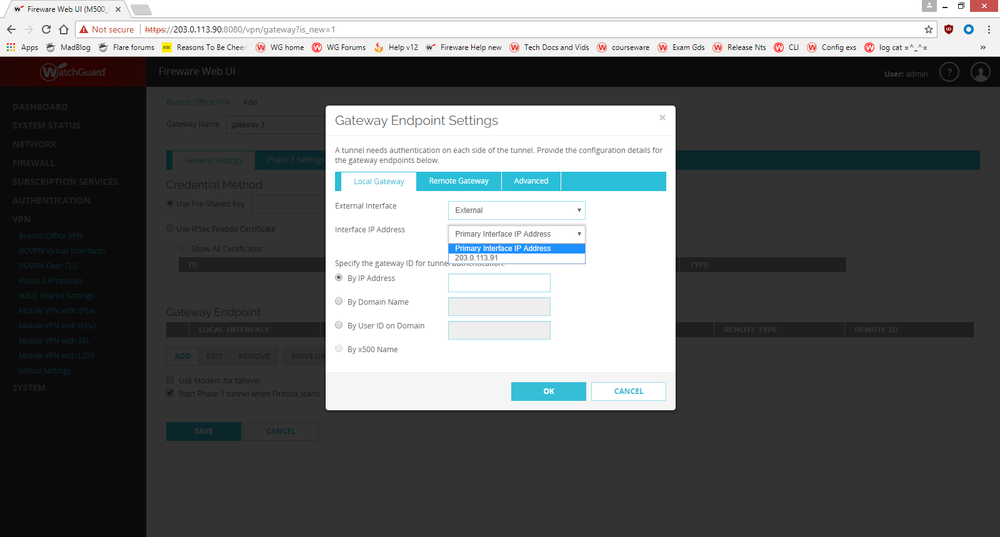 Fireware Web UI (M500_
Not secure https://203.0.113.90:8080/vpn/gateway?is_new=1
Apps MadBlog Flare forums Reasons To Be Cheer WG home WG Forums Help v12 Fireware Help new Tech Docs and Vids courseware Exam Gds Release Nts CLI Config exs log cat =^_^= »
WatchGuard Fireware Web UI User: admin ?
DASHBOARD
SYSTEM STATUS
NETWORK
FIREWALL
SUBSCRIPTION SERVICES
AUTHENTICATION
VPN
Branch Office VPN
BOVPN Virtual Interfaces
BOVPN Over TLS
Phase 2 Proposals
IKEv2 Shared Settings
Mobile VPN with IPSec
Mobile VPN with IKEv2
Mobile VPN with SSL
Mobile VPN with L2TP
Global Settings
SYSTEM
Branch Office VPN / Add
Gateway Name gateway.3
General Settings Phase 1 Settings
Credential Method
Use Pre-Shared Key
Use IPSec Firebox Certificate
Show All Certificates
ID TYPE
Gateway Endpoint
LOCAL INTERFACE REMOTE TYPE REMOTE ID
ADD EDIT REMOVE MOVE UP
Use Modem for failover
Start Phase 1 tunnel when Firebox starts
SAVE CANCEL
Gateway Endpoint Settings
A tunnel needs authentication on each side of the tunnel. Provide the configuration details for
the gateway endpoints below.
Local Gateway Remote Gateway Advanced
External Interface External
Interface IP Address Primary Interface IP Address
Primary Interface IP Address
203.0.113.91
Specify the gateway ID for tunnel authentication.
By IP Address
By Domain Name
By User ID on Domain
By x500 Name
OK CANCEL